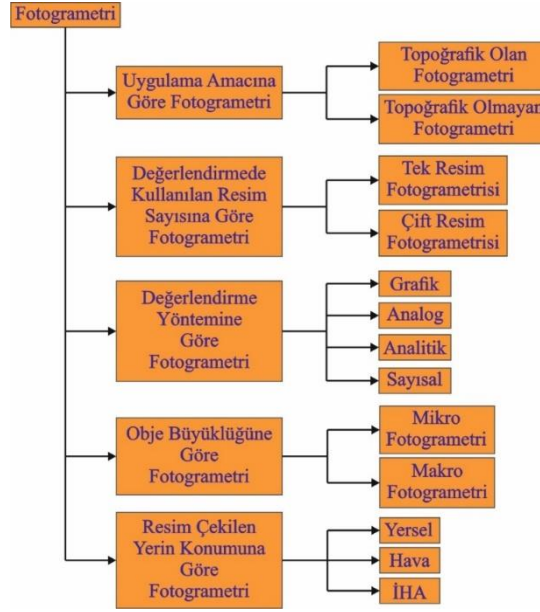 Fotogrametri
Uygulama Amacına
Göre Fotogrametri
Topoğrafik Olan
Fotogrametri
Topoğrafik Olmayan
Fotogrametri
Değerlendirmede
Kullanılan Resim
Sayısına Göre
Fotogrametri
Tek Resim
Fotogrametrisi
Çift Resim
Fotogrametrisi
Değerlendirme
Yöntemine
Göre
Fotogrametri
Grafik
Analog
Analitik
Sayısal
Obje Büyüklüğüne
Göre
Fotogrametri
Mikro
Fotogrametri
Makro
Fotogrametri
Resim Çekilen
Yerin Konumuna
Göre
Fotogrametri
Yersel
Hava
İHA